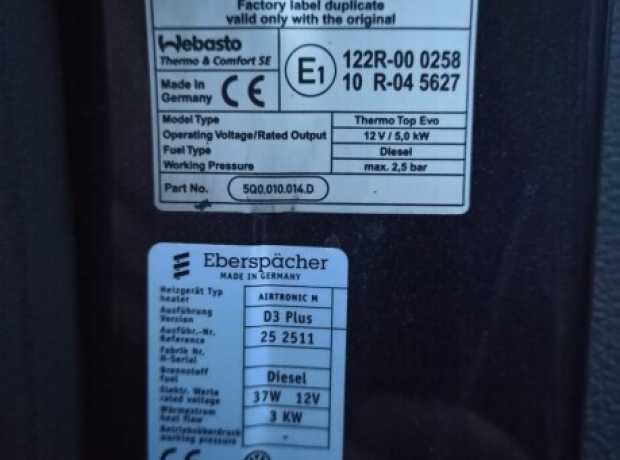 Factory label duplicate
valid only with the original
Webasto
Thermo & Comfort SE
Made In
Germany
CE
E1
122R-00 0258
10 R-04 5627
Model Type Thermo Top Evo
Operating Voltage/Rated Output 12 V / 5,0 kW
Fuel Type Diesel
Working Pressure max. 2,5 bar
Part No. 5Q0.010.014.D
Eberspächer
MADE IN GERMANY
Heizgerät Typ
heater AIRTRONIC M
Ausführung
Version D3 Plus
Ausführ.-Nr.
Reference 25 2511
Fabrik Nr.
N-Serial
Brennstoff
fuel Diesel
Elektr. Werte
rated voltage 37W 12V
Wärmestrom
heat flow 3 KW
Betriebsüberdruck
working pressure -
CE